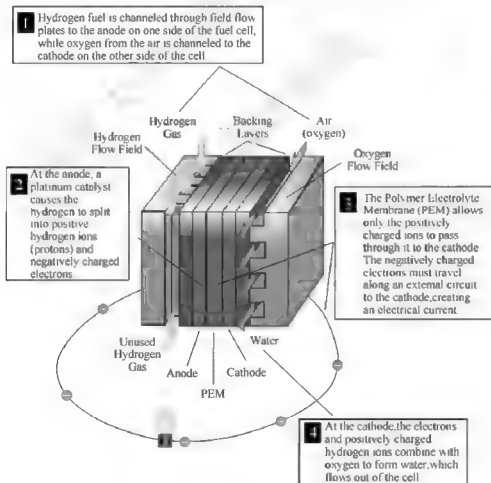 1 Hydrogen fuel is channeled through field flow
plates to the anode on one side of the fuel cell,
while oxygen from the air is channeled to the
cathode on the other side of the cell
Hydrogen
Gas
Backing
Layers
Air
(oxygen)
Hydrogen
Flow Field
Oxygen
Flow Field
2 At the anode, a
platinum catalyst
causes the
hydrogen to split
into positive
hydrogen ions
(protons) and
negatively charged
electrons
3 The Polymer Electrolyte
Membrane (PEM) allows
only the positively
charged ions to pass
through it to the cathode
The negatively charged
electrons must travel
along an external circuit
to the cathode,creating
an electrical current
Unused
Hydrogen
Gas
Water
Anode
Cathode
PEM
4 At the cathode,the electrons
and positively charged
hydrogen ions combine with
oxygen to form water,which
flows out of the cell